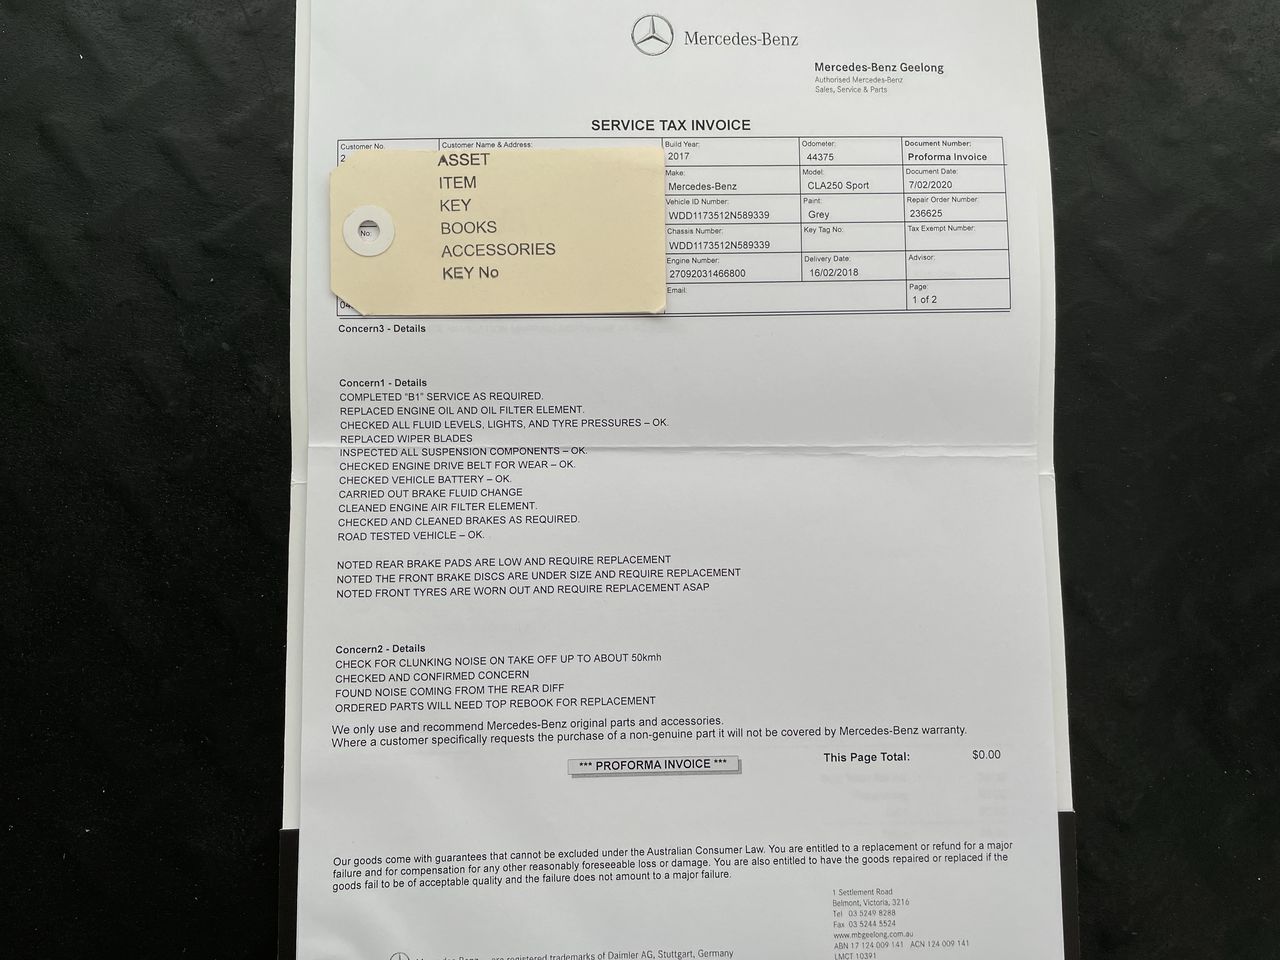 Mercedes-Benz
Mercedes-Benz Geelong
Authorised Mercedes-Benz
Sales, Service & Parts
SERVICE TAX INVOICE
Customer No.
2
Customer Name & Address:
Build Year:
2017
Odometer:
44375
Document Number:
Proforma Invoice
Make:
Mercedes-Benz
Model:
CLA250 Sport
Document Date:
7/02/2020
Vehicle ID Number:
WDD1173512N589339
Paint:
Grey
Repair Order Number:
236625
Chassis Number:
WDD1173512N589339
Key Tag No:
Tax Exempt Number:
Engine Number:
27092031466800
Delivery Date:
16/02/2018
Advisor:
Email:
Page:
1 of 2
ASSET
ITEM
KEY
BOOKS
ACCESSORIES
KEY No
No:
04
Concern3 - Details
Concern1 - Details
COMPLETED "B1" SERVICE AS REQUIRED.
REPLACED ENGINE OIL AND OIL FILTER ELEMENT.
CHECKED ALL FLUID LEVELS, LIGHTS, AND TYRE PRESSURES – OK.
REPLACED WIPER BLADES
INSPECTED ALL SUSPENSION COMPONENTS – OK.
CHECKED ENGINE DRIVE BELT FOR WEAR – OK.
CHECKED VEHICLE BATTERY – OK.
CARRIED OUT BRAKE FLUID CHANGE
CLEANED ENGINE AIR FILTER ELEMENT.
CHECKED AND CLEANED BRAKES AS REQUIRED.
ROAD TESTED VEHICLE – OK.
NOTED REAR BRAKE PADS ARE LOW AND REQUIRE REPLACEMENT
NOTED THE FRONT BRAKE DISCS ARE UNDER SIZE AND REQUIRE REPLACEMENT
NOTED FRONT TYRES ARE WORN OUT AND REQUIRE REPLACEMENT ASAP
Concern2 - Details
CHECK FOR CLUNKING NOISE ON TAKE OFF UP TO ABOUT 50kmh
CHECKED AND CONFIRMED CONCERN
FOUND NOISE COMING FROM THE REAR DIFF
ORDERED PARTS WILL NEED TOP REBOOK FOR REPLACEMENT
We only use and recommend Mercedes-Benz original parts and accessories.
Where a customer specifically requests the purchase of a non-genuine part it will not be covered by Mercedes-Benz warranty.
*** PROFORMA INVOICE ***
This Page Total:
$0.00
Our goods come with guarantees that cannot be excluded under the Australian Consumer Law. You are entitled to a replacement or refund for a major
failure and for compensation for any other reasonably foreseeable loss or damage. You are also entitled to have the goods repaired or replaced if the
goods fail to be of acceptable quality and the failure does not amount to a major failure.
1 Settlement Road
Belmont, Victoria, 3216
Tel 03 5249 8288
Fax 03 5244 5524
www.mbgeelong.com.au
ABN 17 124 009 141 ACN 124 009 141
LMCT 10391
are registered trademarks of Daimler AG, Stuttgart, Germany